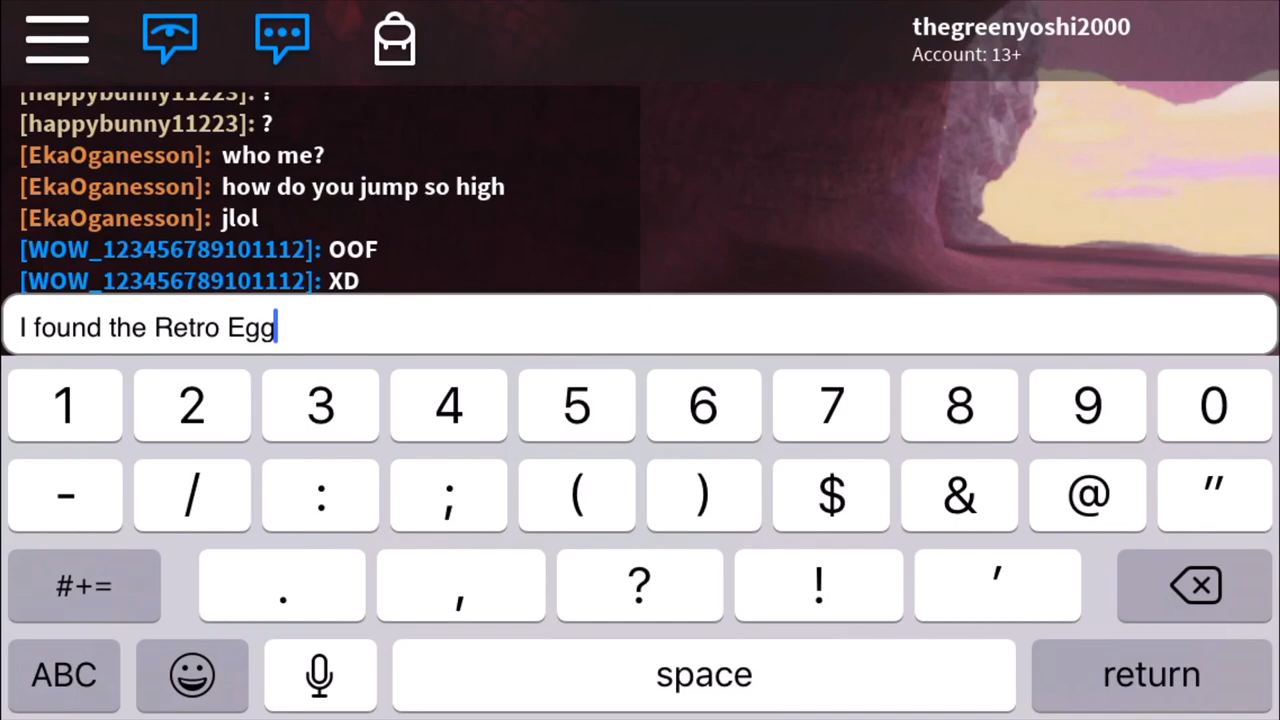 thegreenyoshi2000
Account: 13+
[happybunny11223]: ?
[happybunny11223]: ?
[EkaOganesson]: who me?
[EkaOganesson]: how do you jump so high
[EkaOganesson]: jlol
[WOW_123456789101112]: OOF
[WOW_123456789101112]: XD
I found the Retro Egg
1 2 3 4 5 6 7 8 9 0
- / : ; ( ) $ & @ "
#+= . , ? ! '
ABC space return